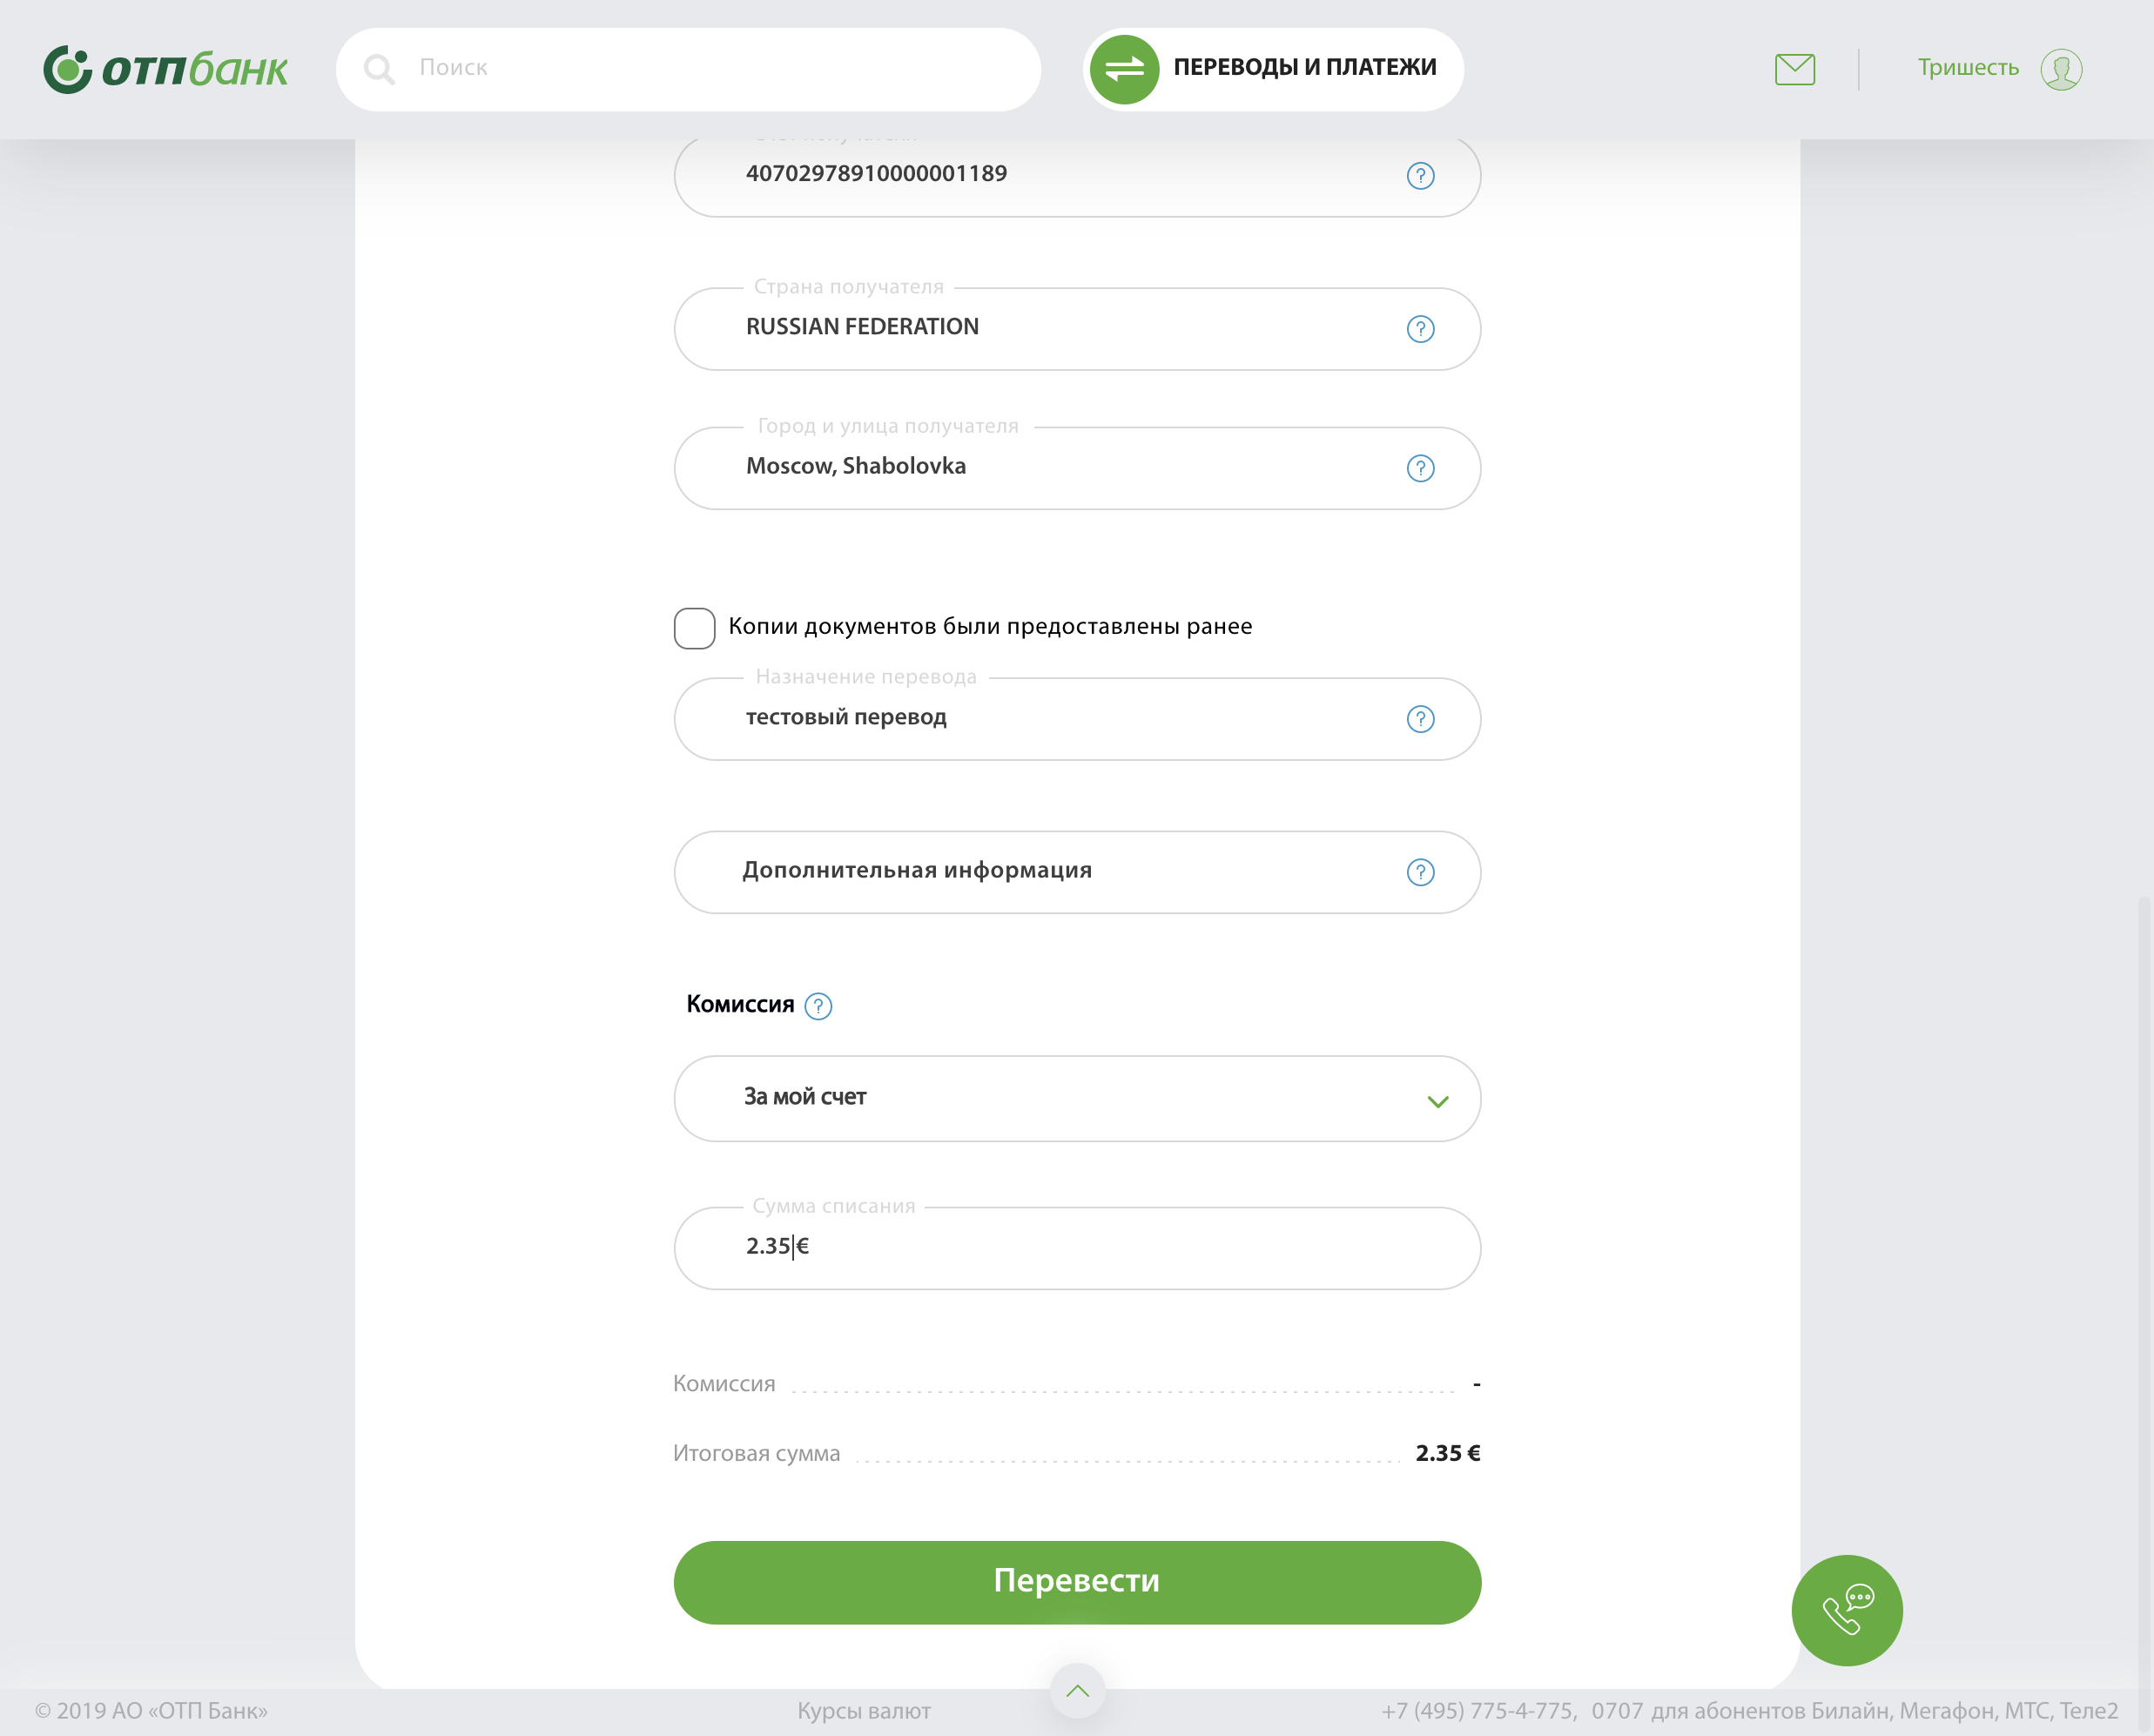 отпбанк
Поиск
ПЕРЕВОДЫ И ПЛАТЕЖИ
Тришесть
40702978910000001189
Страна получателя
RUSSIAN FEDERATION
Город и улица получателя
Moscow, Shabolovka
Копии документов были предоставлены ранее
Назначение перевода
тестовый перевод
Дополнительная информация
Комиссия
За мой счет
Сумма списания
2.35 €
Комиссия -
Итоговая сумма 2.35 €
Перевести
© 2019 АО «ОТП Банк»
Курсы валют
+7 (495) 775-4-775, 0707 для абонентов Билайн, Мегафон, МТС, Теле2